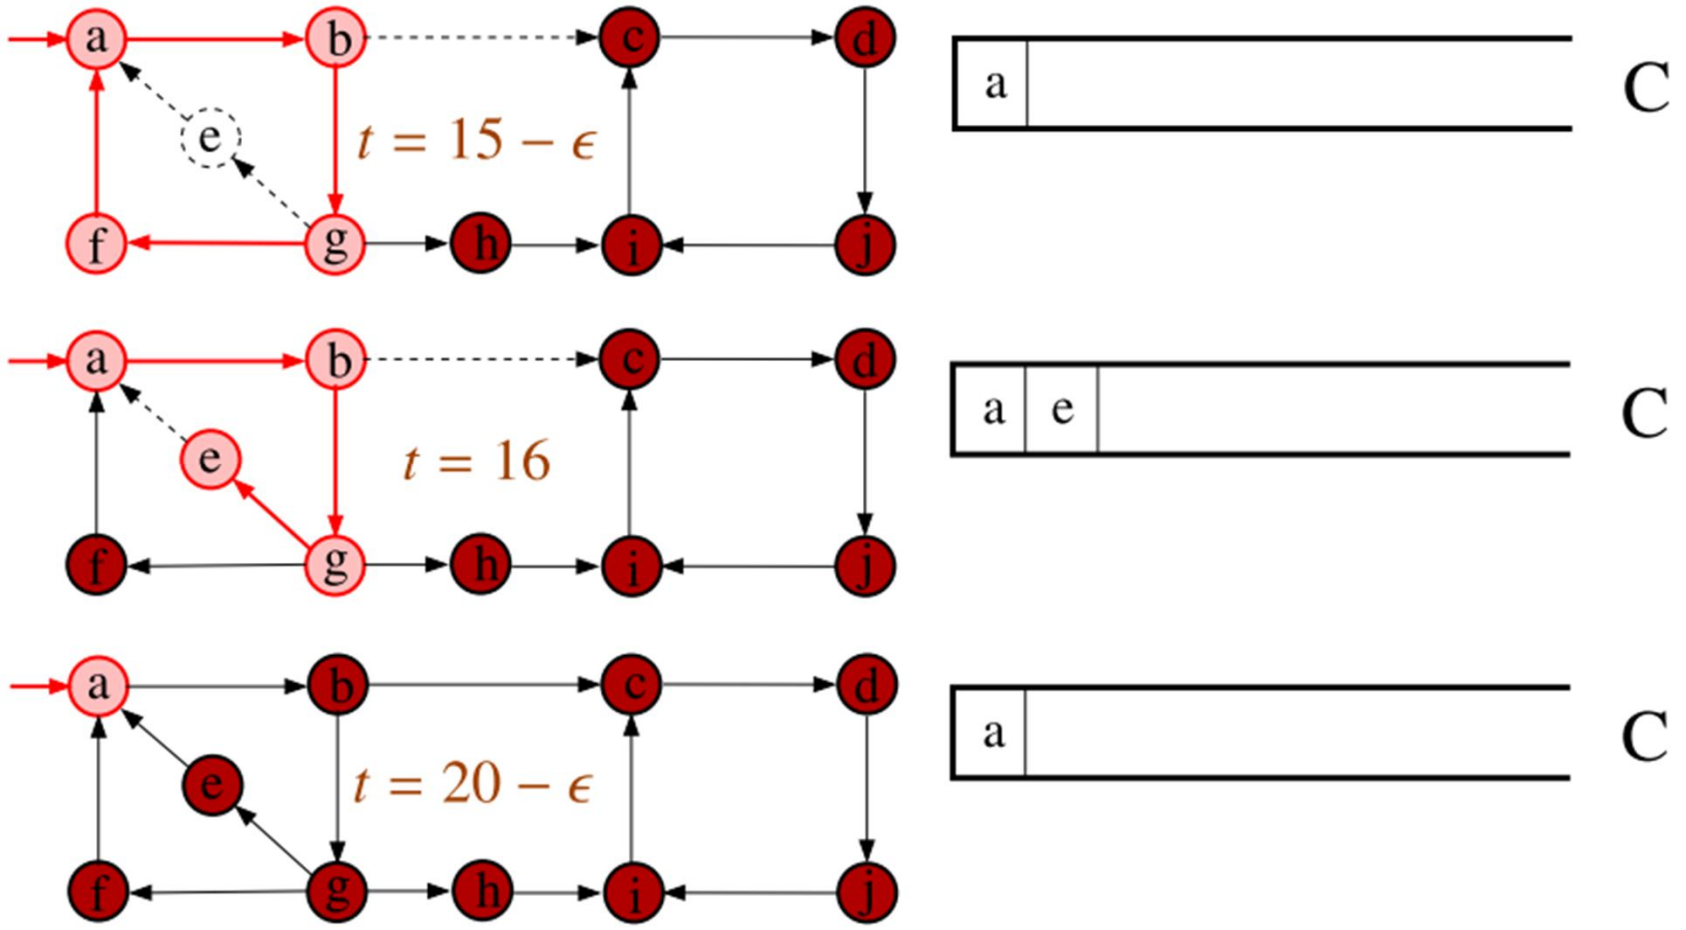 a b c d
e t = 15 − ϵ
f g h i j
a C
a b c d
e t = 16
f g h i j
a e C
a b c d
e t = 20 − ϵ
f g h i j
a C